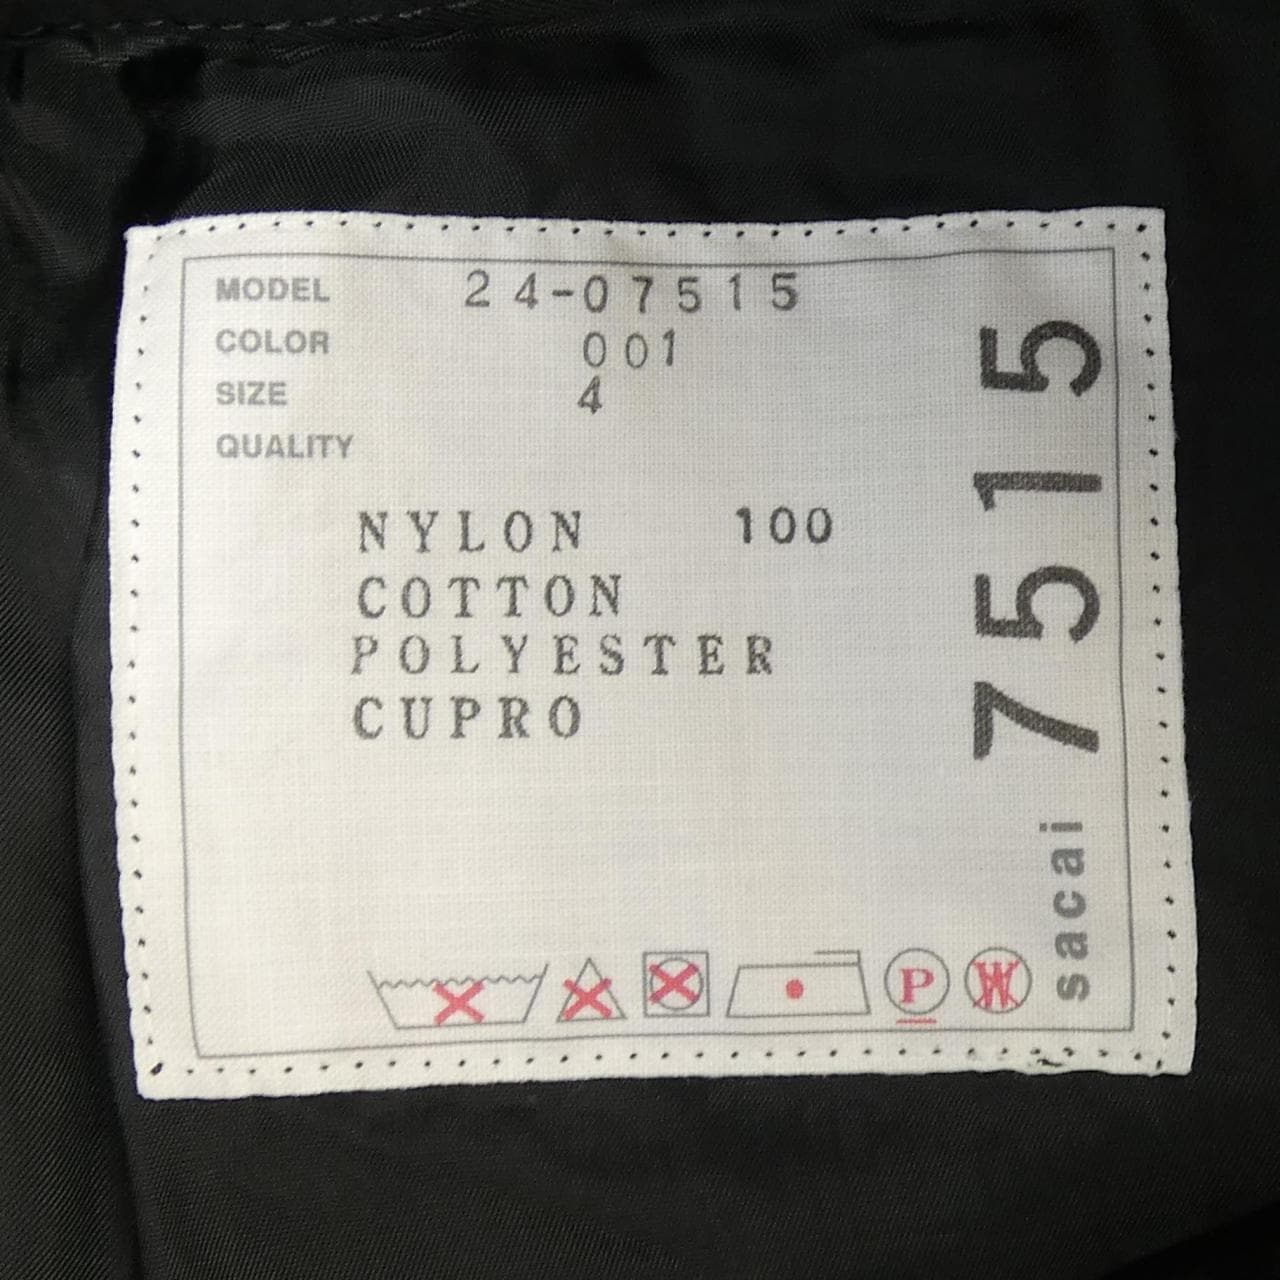 MODEL 24-07515
COLOR 001
SIZE 4
QUALITY
NYLON 100
COTTON
POLYESTER
CUPRO
P W
sacai 7515